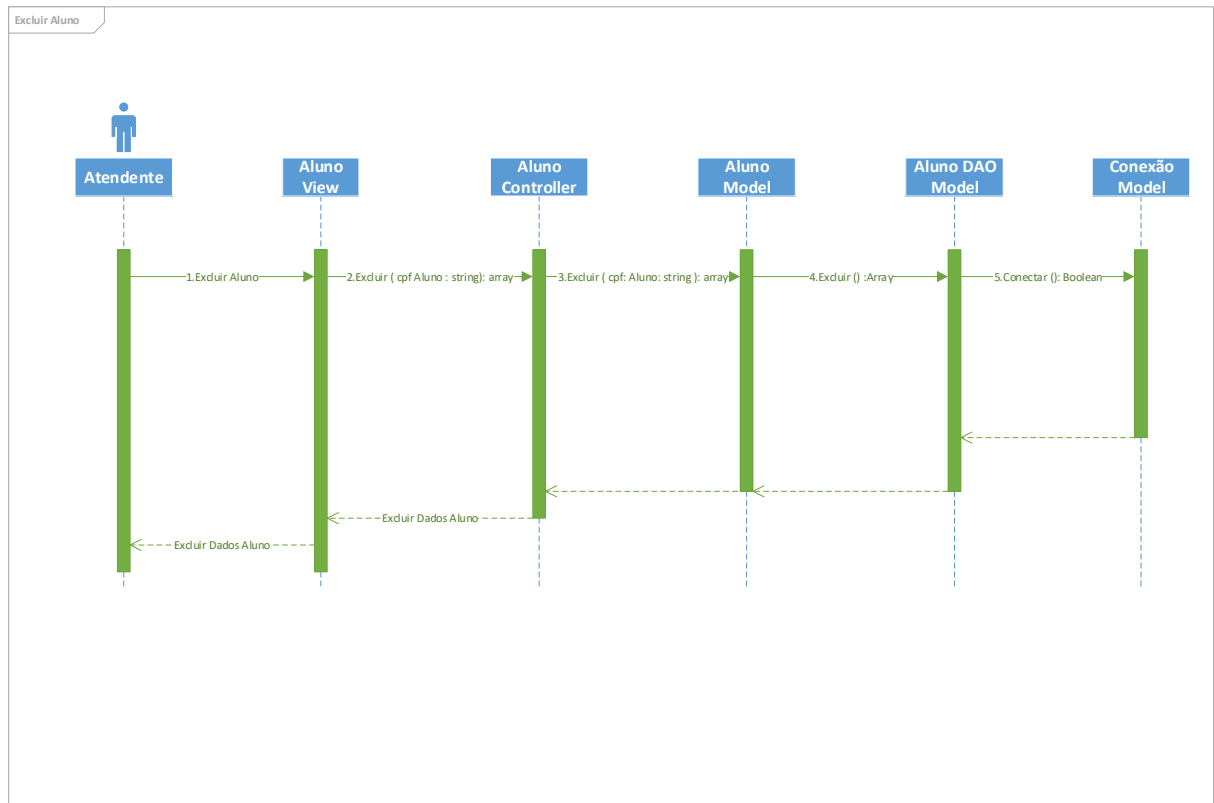 Excluir Aluno
Atendente
Aluno
View
Aluno
Controller
Aluno
Model
Aluno DAO
Model
Conexão
Model
1.Excluir Aluno
2.Excluir ( cpf Aluno : string): array
3.Excluir ( cpf: Aluno: string ): array
4.Excluir () :Array
5.Conectar (): Boolean
Excluir Dados Aluno
Excluir Dados Aluno